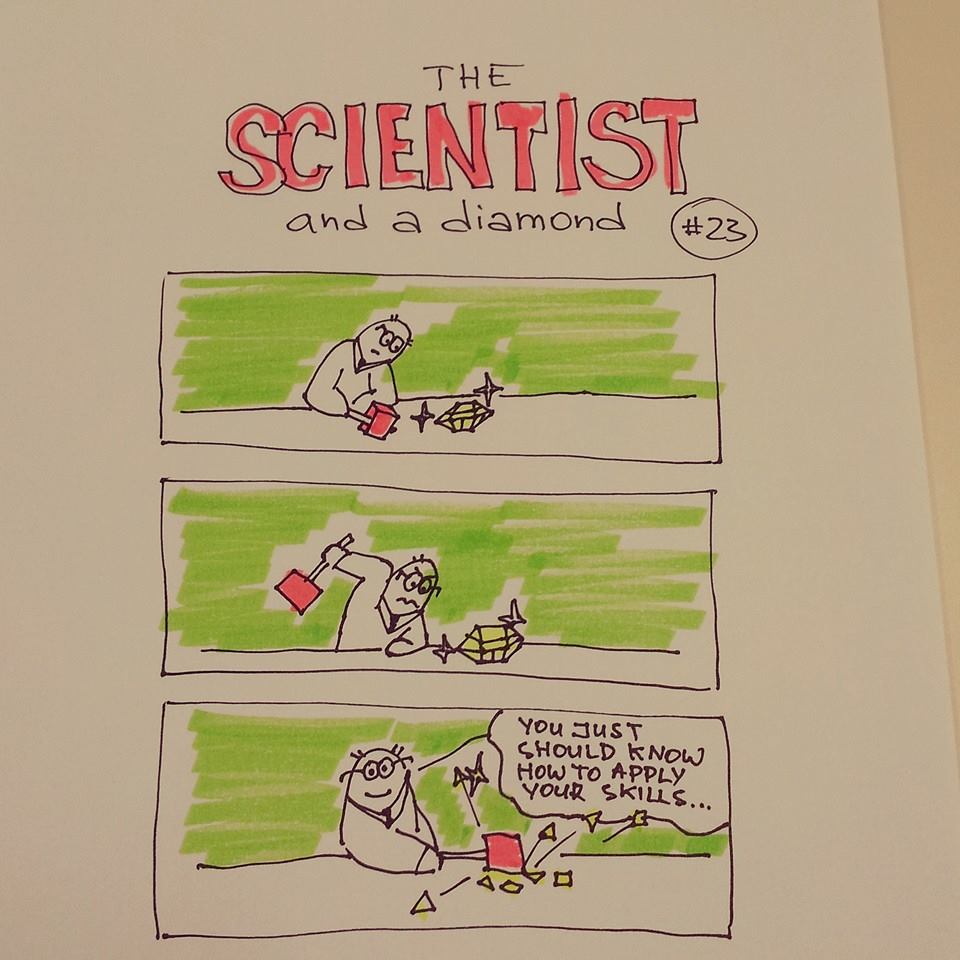 THE
SCIENTIST
and a diamond
#23
YOU JUST
SHOULD KNOW
HOW TO APPLY
YOUR SKILLS...